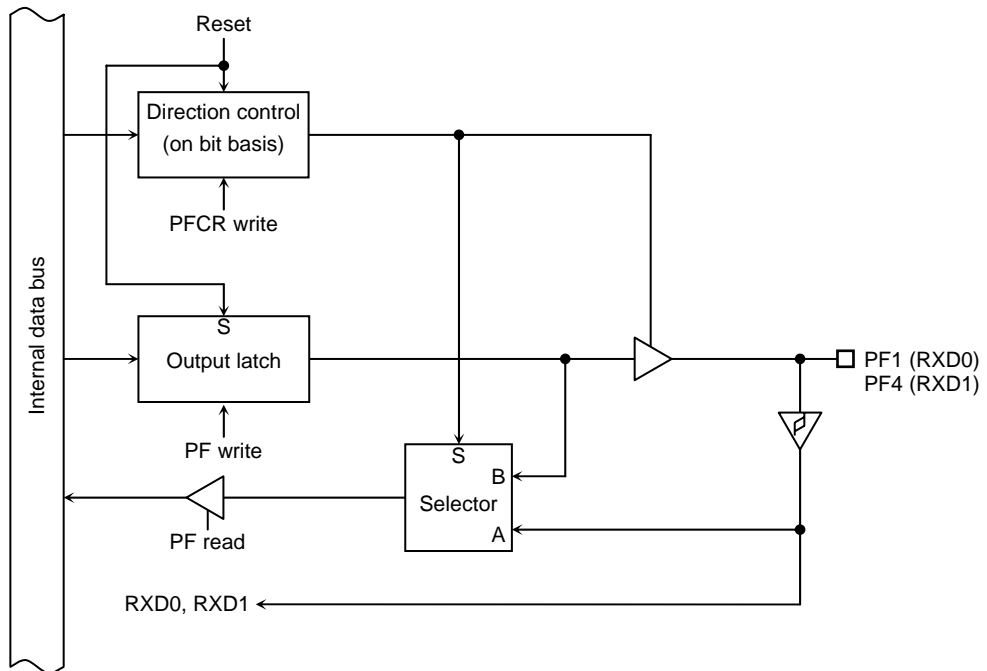 Reset
Direction control
(on bit basis)
PFCR write
Internal data bus
S
Output latch
PF1 (RXD0)
PF4 (RXD1)
PF write
S
B
Selector
A
PF read
RXD0, RXD1